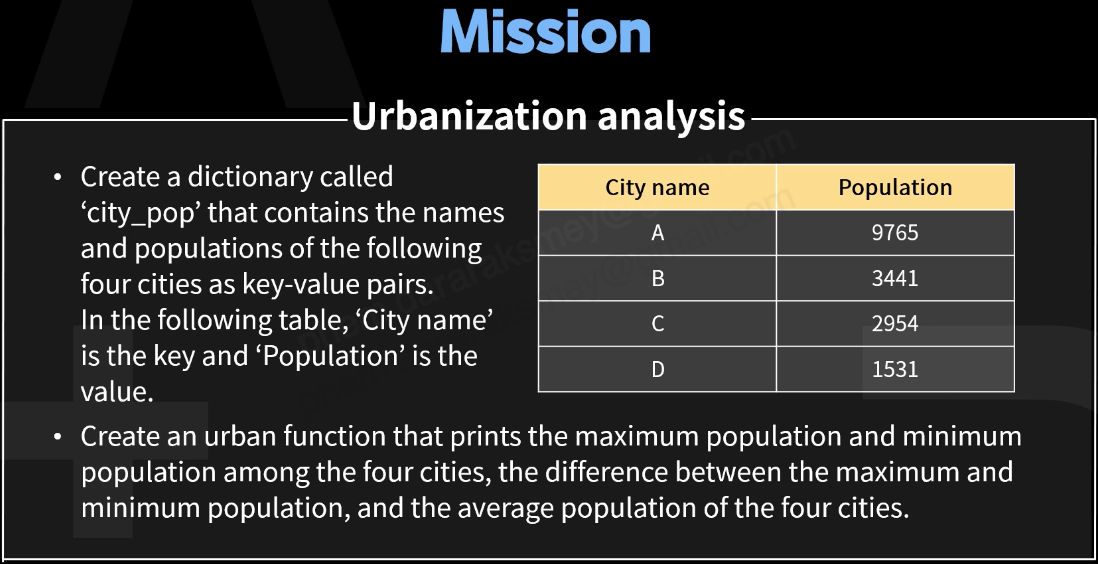 Mission
Urbanization analysis
• Create a dictionary called
‘city_pop’ that contains the names
and populations of the following
four cities as key-value pairs.
In the following table, ‘City name’
is the key and ‘Population’ is the
value.
City name Population
A 9765
B 3441
C 2954
D 1531
• Create an urban function that prints the maximum population and minimum
population among the four cities, the difference between the maximum and
minimum population, and the average population of the four cities.